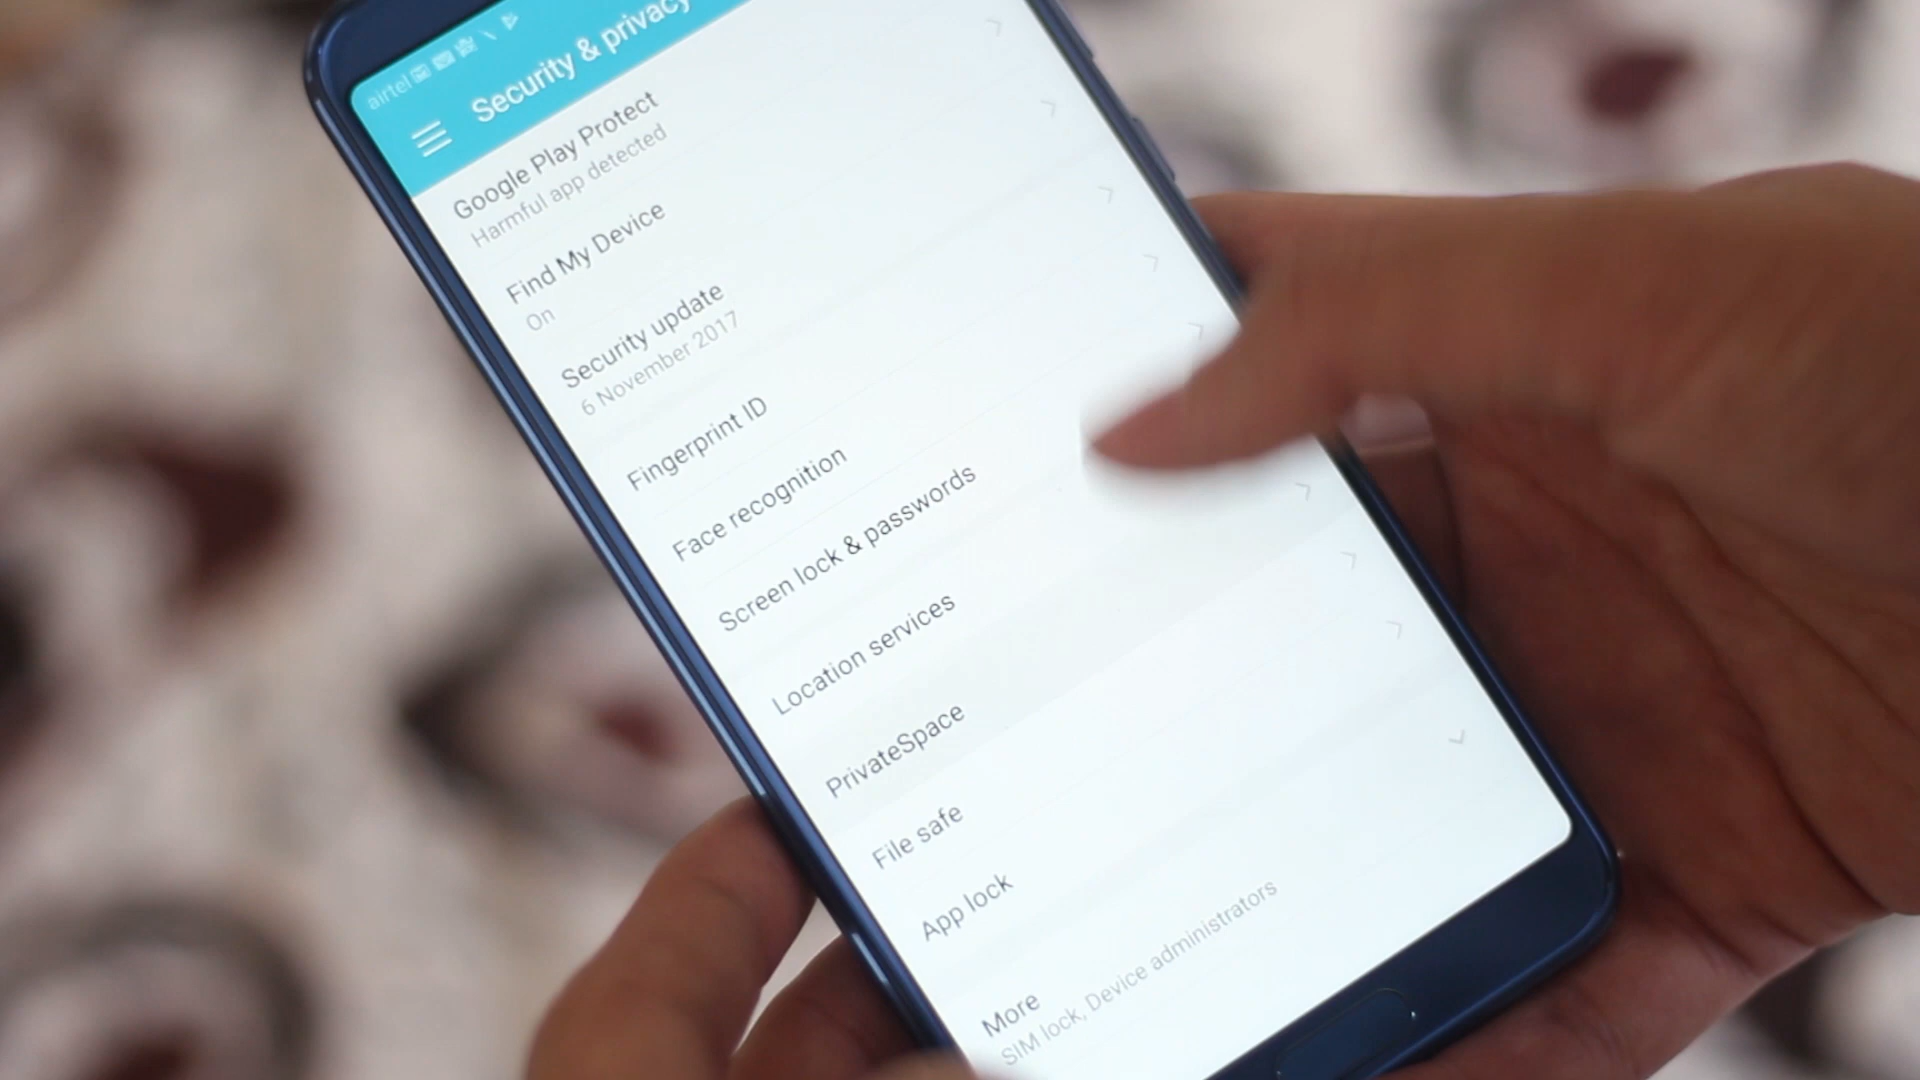 airtel
Security & privacy
Google Play Protect
Harmful app detected
Find My Device
On
Security update
6 November 2017
Fingerprint ID
Face recognition
Screen lock & passwords
Location services
PrivateSpace
File safe
App lock
More
SIM lock, Device administrators